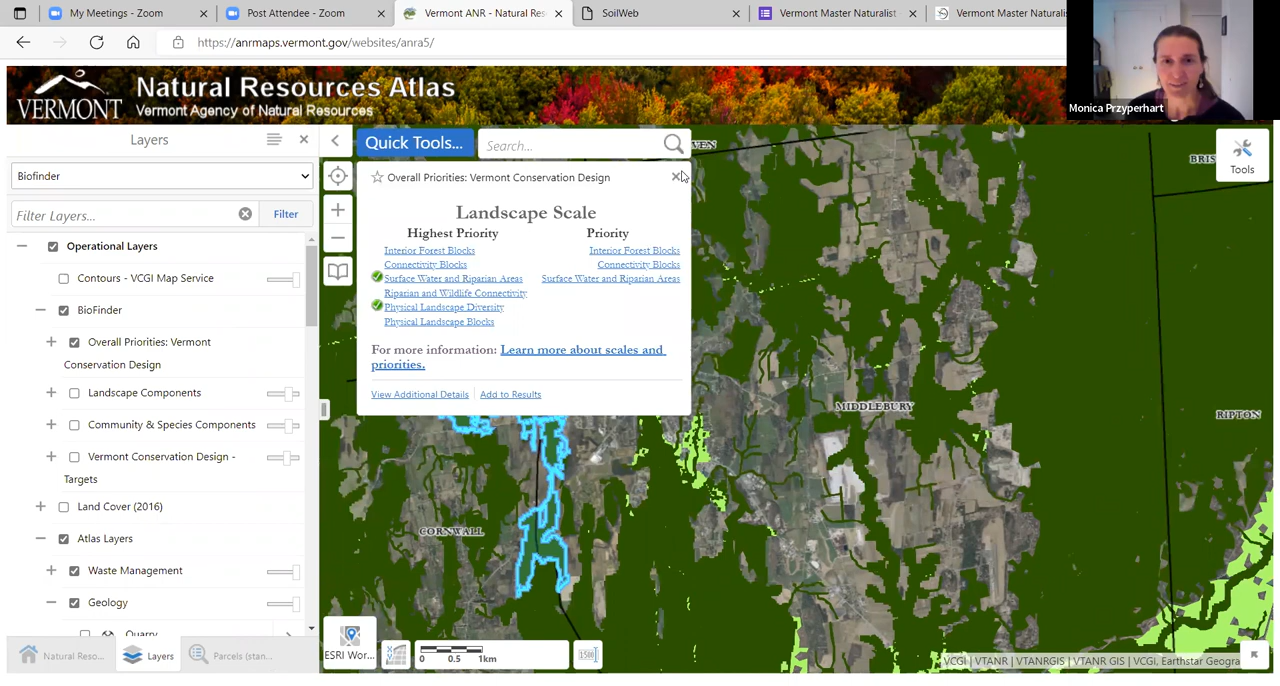 My Meetings - Zoom
Post Attendee - Zoom
Vermont ANR - Natural Res
SoilWeb
Vermont Master Naturalist
Vermont Master Naturali
https://anrmaps.vermont.gov/websites/anra5/
Monica Przyperhart
VERMONT
Natural Resources Atlas
Vermont Agency of Natural Resources
Layers
Biofinder
Filter Layers...
Filter
Operational Layers
Contours - VCGI Map Service
BioFinder
Overall Priorities: Vermont
Conservation Design
Landscape Components
Community & Species Components
Vermont Conservation Design -
Targets
Land Cover (2016)
Atlas Layers
Waste Management
Geology
Quarry
Natural Reso...
Layers
Parcels (stan...
Quick Tools...
Search...
Tools
Overall Priorities: Vermont Conservation Design
Landscape Scale
Highest Priority
Priority
Interior Forest Blocks
Interior Forest Blocks
Connectivity Blocks
Connectivity Blocks
Surface Water and Riparian Areas
Surface Water and Riparian Areas
Riparian and Wildlife Connectivity
Physical Landscape Diversity
Physical Landscape Blocks
For more information: Learn more about scales and
priorities.
View Additional Details
Add to Results
VEN
BRIS
MIDDLEBURY
RIPTON
CORNWALL
ESRI Wor...
0 0.5 1km
VCGI | VTANR | VTANRGIS | VTANR GIS | VCGI, Earthstar Geogra